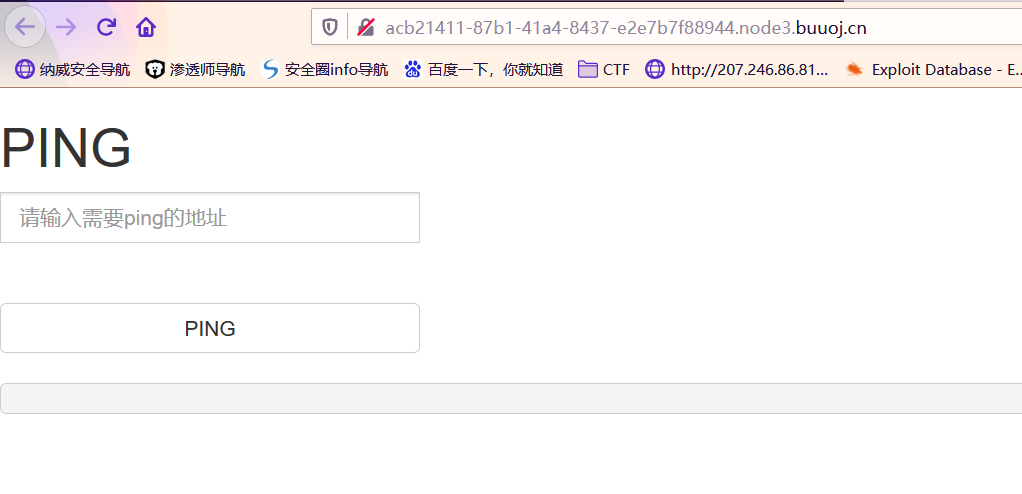 acb21411-87b1-41a4-8437-e2e7b7f88944.node3.buuoj.cn
纳威安全导航 渗透师导航 安全圈info导航 百度一下，你就知道 CTF http://207.246.86.81... Exploit Database - E...
PING
请输入需要ping的地址
PING